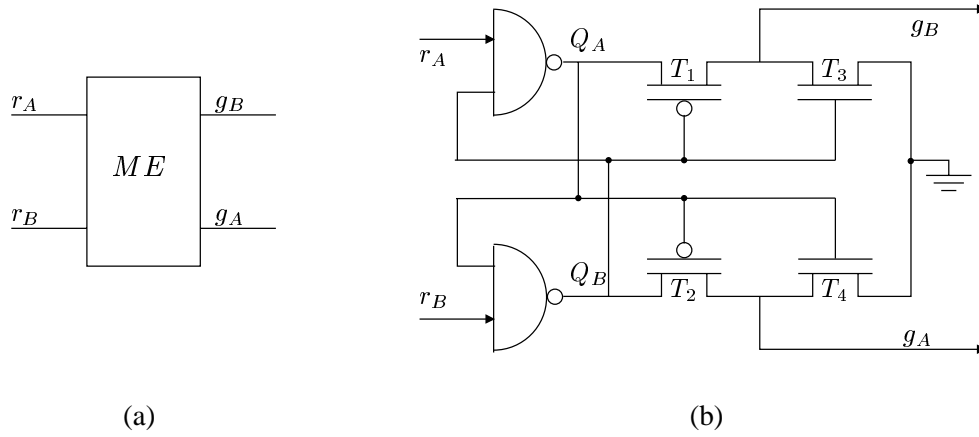 r_A
g_B
ME
r_B
g_A
(a)
r_A
Q_A
g_B
T_1
T_3
r_B
Q_B
T_2
T_4
g_A
(b)